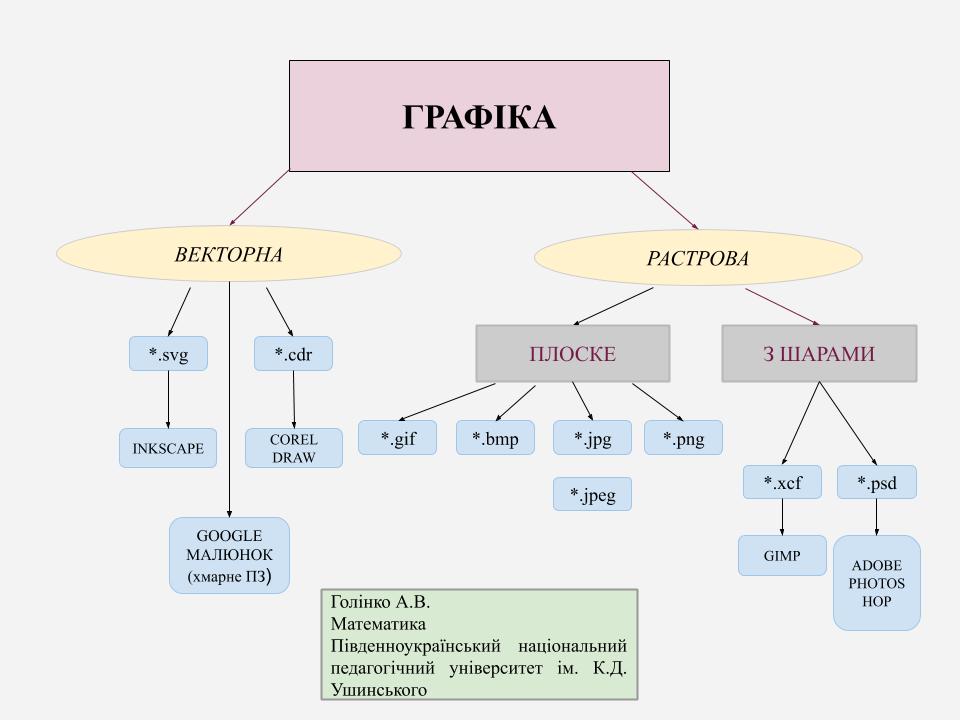 ГРАФІКА
ВЕКТОРНА
РАСТРОВА
*.svg
*.cdr
ПЛОСКЕ
З ШАРАМИ
INKSCAPE
COREL
DRAW
*.gif
*.bmp
*.jpg
*.png
*.jpeg
*.xcf
*.psd
GOOGLE
МАЛЮНОК
(хмарне ПЗ)
GIMP
ADOBE
PHOTOS
HOP
Голінко А.В.
Математика
Південноукраїнський національний
педагогічний університет ім. К.Д.
Ушинського